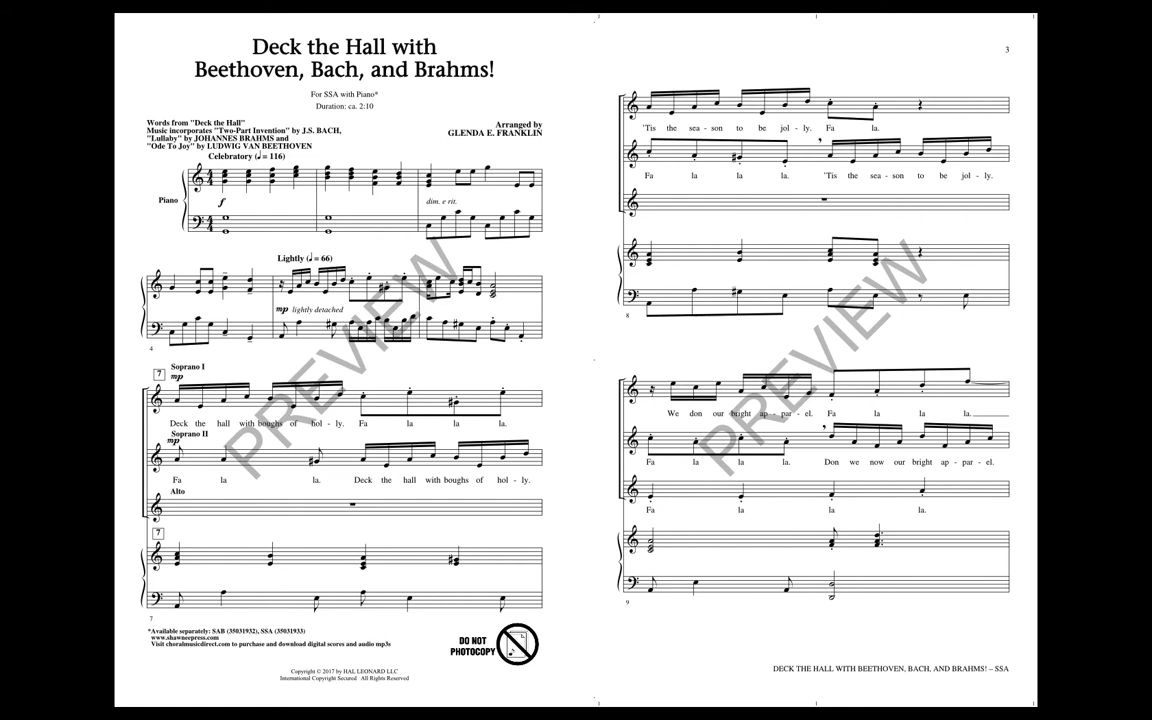 Deck the Hall with
Beethoven, Bach, and Brahms!
For SSA with Piano*
Duration: ca. 2:10
Words from "Deck the Hall"
Music incorporates "Two-Part Invention" by J.S. BACH,
"Lullaby" by JOHANNES BRAHMS and
"Ode To Joy" by LUDWIG VAN BEETHOVEN
Arranged by
GLENDA E. FRANKLIN
Celebratory (♩ = 116)
Piano
f
dim. e rit.
Lightly (♩ = 66)
mp lightly detached
4
7
Soprano I
mp
Deck the hall with boughs of hol - ly. Fa la la la.
Soprano II
mp
Fa la la. Deck the hall with boughs of hol - ly.
Alto
7
7
*Available separately: SAB (35031932), SSA (35031933)
www.shawneepress.com
Visit choralmusicdirect.com to purchase and download digital scores and audio mp3s
DO NOT
PHOTOCOPY
Copyright © 2017 by HAL LEONARD LLC
International Copyright Secured All Rights Reserved
PREVIEW
3
'Tis the sea - son to be jol - ly. Fa la.
Fa la la la. 'Tis the sea - son to be jol - ly.
8
We don our bright ap - par - el. Fa la la la.
Fa la la la. Don we now our bright ap - par - el.
Fa la la la.
9
PREVIEW
DECK THE HALL WITH BEETHOVEN, BACH, AND BRAHMS! – SSA